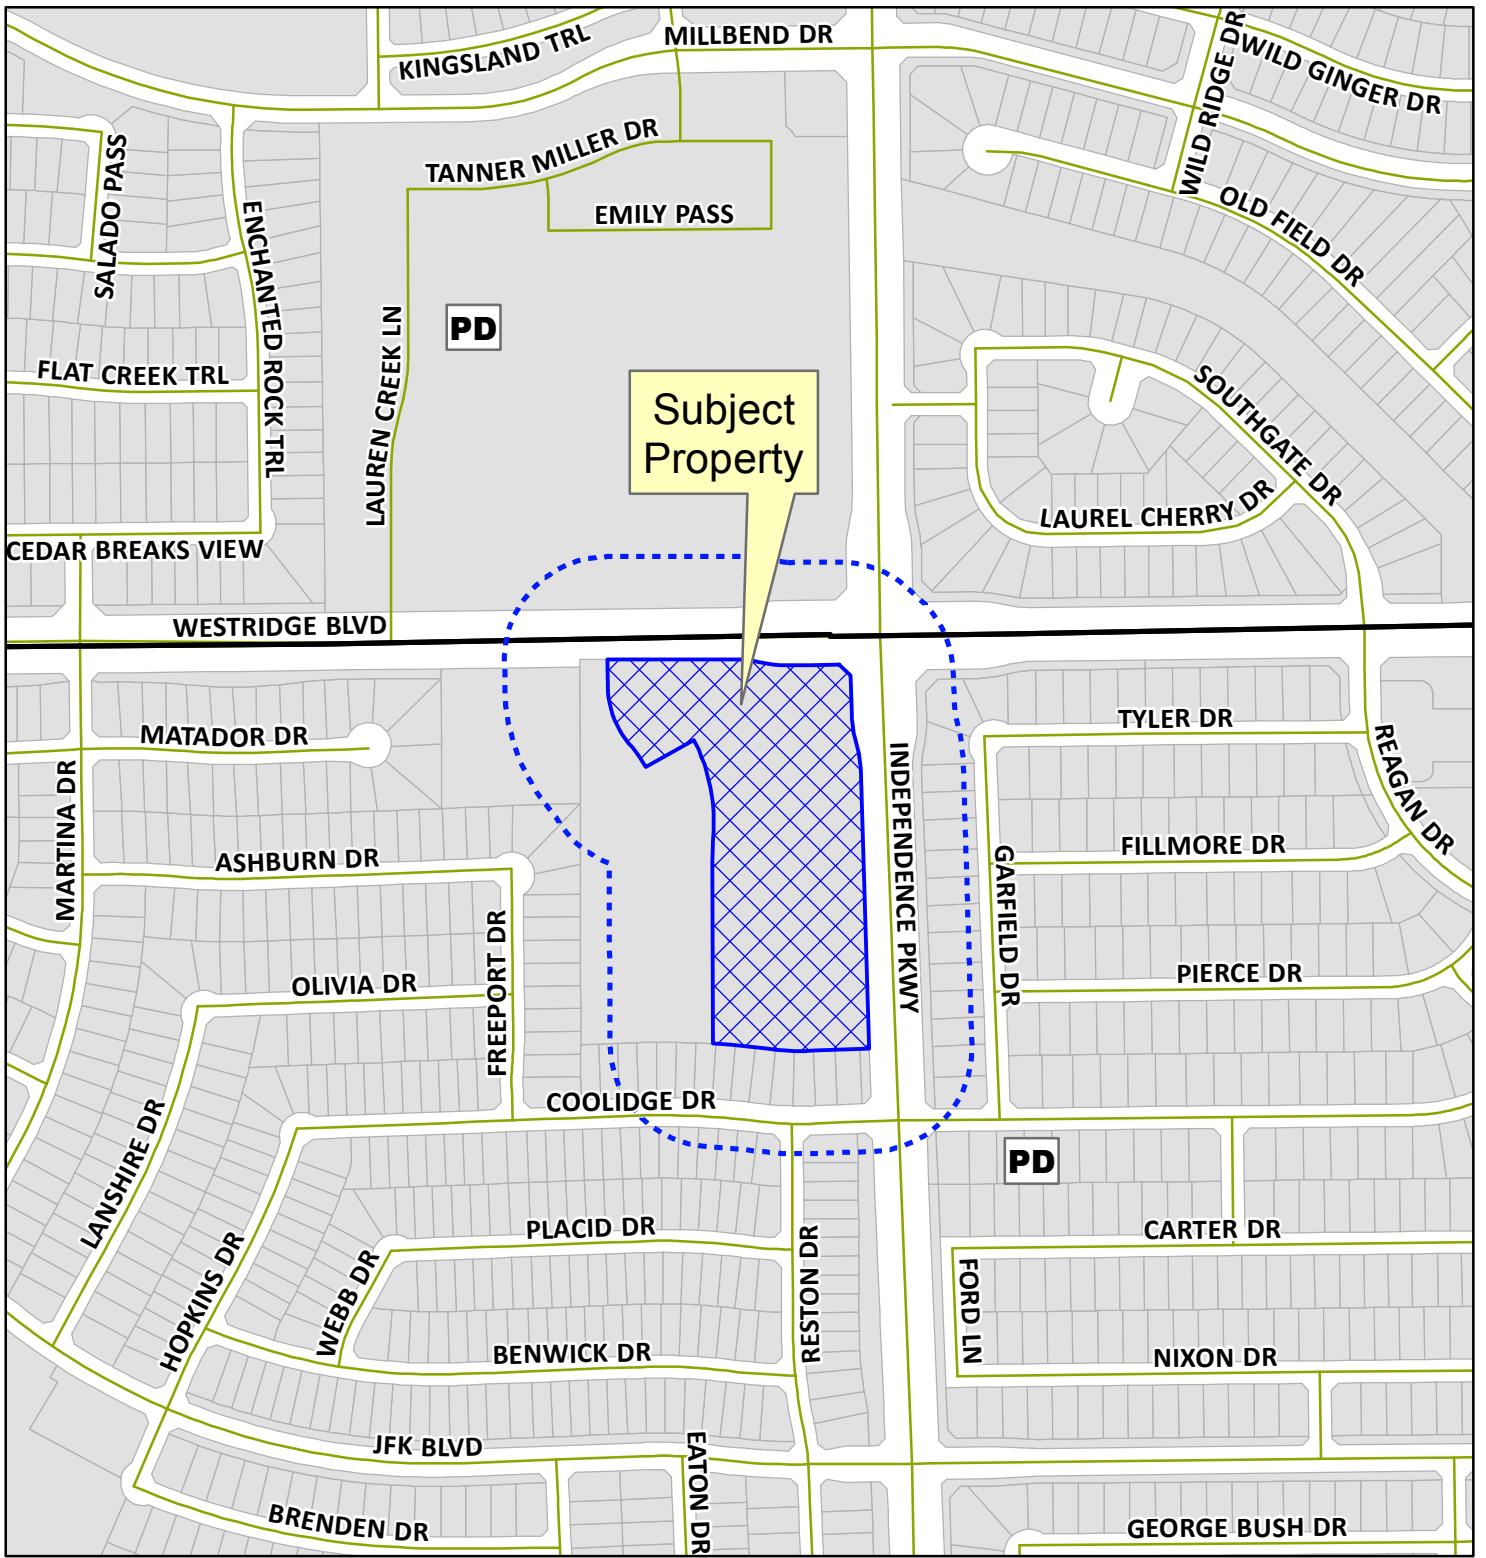 MILLBEND DR
KINGSLAND TRL
WILD RIDGE DR
WILD GINGER DR
TANNER MILLER DR
SALADO PASS
EMILY PASS
OLD FIELD DR
ENCHANTED ROCK TRL
LAUREN CREEK LN
PD
FLAT CREEK TRL
Subject
Property
SOUTHGATE DR
LAUREL CHERRY DR
CEDAR BREAKS VIEW
WESTRIDGE BLVD
TYLER DR
MATADOR DR
REAGAN DR
INDEPENDENCE PKWY
MARTINA DR
FILLMORE DR
ASHBURN DR
GARFIELD DR
FREEPORT DR
PIERCE DR
OLIVIA DR
COOLIDGE DR
LANSHIRE DR
PD
PLACID DR
CARTER DR
HOPKINS DR
WEBB DR
RESTON DR
FORD LN
BENWICK DR
NIXON DR
JFK BLVD
EATON DR
BRENDEN DR
GEORGE BUSH DR